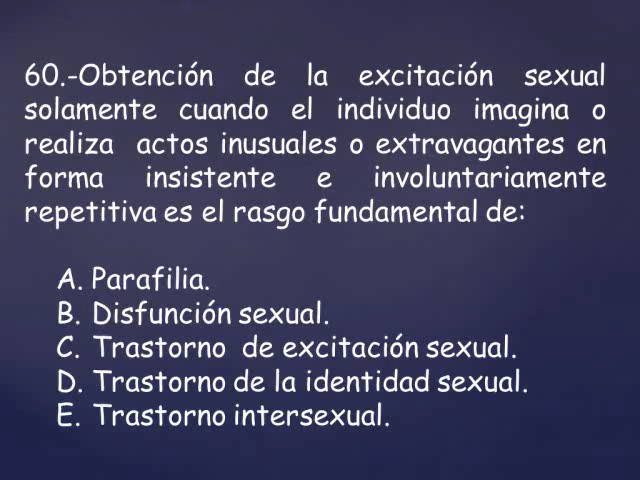 60.-Obtención de la excitación sexual
solamente cuando el individuo imagina o
realiza actos inusuales o extravagantes en
forma insistente e involuntariamente
repetitiva es el rasgo fundamental de:
A. Parafilia.
B. Disfunción sexual.
C. Trastorno de excitación sexual.
D. Trastorno de la identidad sexual.
E. Trastorno intersexual.